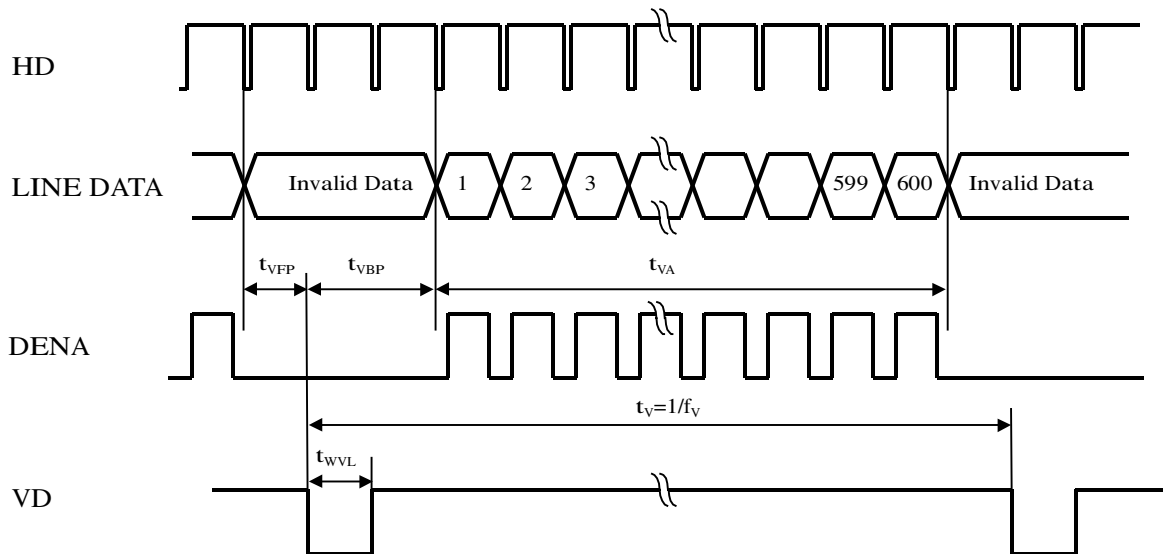 HD
LINE DATA
Invalid Data 1 2 3 599 600 Invalid Data
tVFP tVBP tVA
DENA
tV=1/fV
tWVL
VD